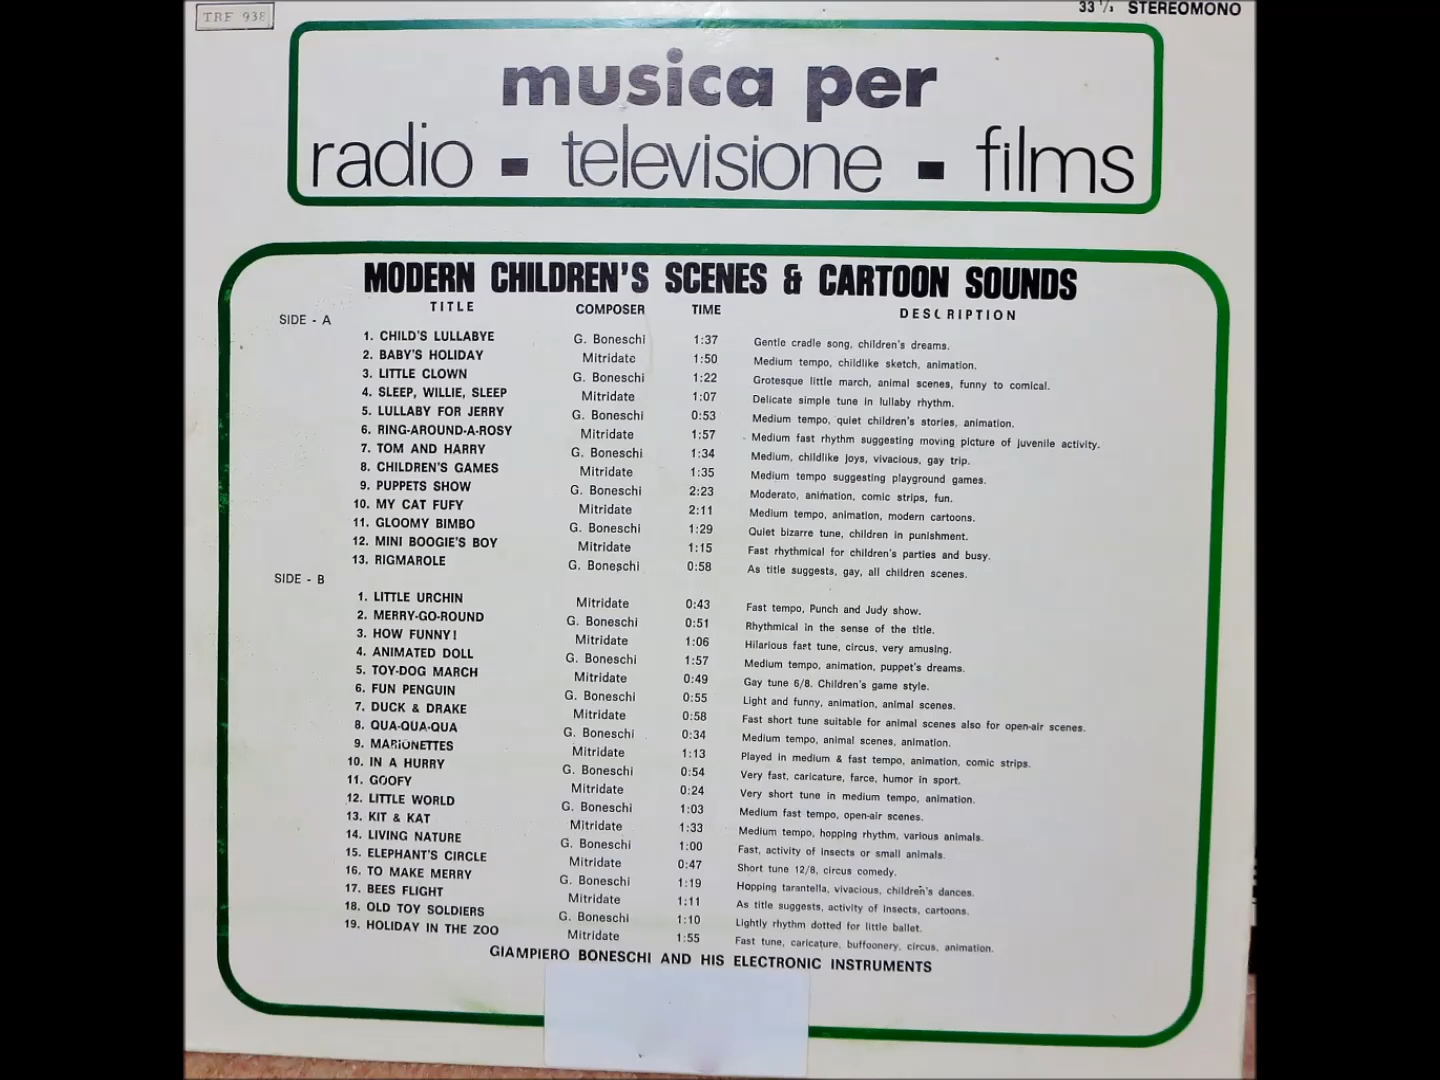 TRF 938
33 1/3 STEREOMONO
musica per
radio - televisione - films
MODERN CHILDREN'S SCENES & CARTOON SOUNDS
TITLE COMPOSER TIME DESCRIPTION
SIDE - A
1. CHILD'S LULLABYE G. Boneschi 1:37 Gentle cradle song, children's dreams.
2. BABY'S HOLIDAY Mitridate 1:50 Medium tempo, childlike sketch, animation.
3. LITTLE CLOWN G. Boneschi 1:22 Grotesque little march, animal scenes, funny to comical.
4. SLEEP, WILLIE, SLEEP Mitridate 1:07 Delicate simple tune in lullaby rhythm.
5. LULLABY FOR JERRY G. Boneschi 0:53 Medium tempo, quiet children's stories, animation.
6. RING-AROUND-A-ROSY Mitridate 1:57 Medium fast rhythm suggesting moving picture of juvenile activity.
7. TOM AND HARRY G. Boneschi 1:34 Medium, childlike joys, vivacious, gay trip.
8. CHILDREN'S GAMES Mitridate 1:35 Medium tempo suggesting playground games.
9. PUPPETS SHOW G. Boneschi 2:23 Moderato, animation, comic strips, fun.
10. MY CAT FUFY Mitridate 2:11 Medium tempo, animation, modern cartoons.
11. GLOOMY BIMBO G. Boneschi 1:29 Quiet bizarre tune, children in punishment.
12. MINI BOOGIE'S BOY Mitridate 1:15 Fast rhythmical for children's parties and busy.
13. RIGMAROLE G. Boneschi 0:58 As title suggests, gay, all children scenes.
SIDE - B
1. LITTLE URCHIN Mitridate 0:43 Fast tempo, Punch and Judy show.
2. MERRY-GO-ROUND G. Boneschi 0:51 Rhythmical in the sense of the title.
3. HOW FUNNY! Mitridate 1:06 Hilarious fast tune, circus, very amusing.
4. ANIMATED DOLL G. Boneschi 1:57 Medium tempo, animation, puppet's dreams.
5. TOY-DOG MARCH Mitridate 0:49 Gay tune 6/8. Children's game style.
6. FUN PENGUIN G. Boneschi 0:55 Light and funny, animation, animal scenes.
7. DUCK & DRAKE Mitridate 0:58 Fast short tune suitable for animal scenes also for open-air scenes.
8. QUA-QUA-QUA G. Boneschi 0:34 Medium tempo, animal scenes, animation.
9. MARIONETTES Mitridate 1:13 Played in medium & fast tempo, animation, comic strips.
10. IN A HURRY G. Boneschi 0:54 Very fast, caricature, farce, humor in sport.
11. GOOFY Mitridate 0:24 Very short tune in medium tempo, animation.
12. LITTLE WORLD G. Boneschi 1:03 Medium fast tempo, open-air scenes.
13. KIT & KAT Mitridate 1:33 Medium tempo, hopping rhythm, various animals.
14. LIVING NATURE G. Boneschi 1:00 Fast, activity of insects or small animals.
15. ELEPHANT'S CIRCLE Mitridate 0:47 Short tune 12/8, circus comedy.
16. TO MAKE MERRY G. Boneschi 1:19 Hopping tarantella, vivacious, children's dances.
17. BEES FLIGHT Mitridate 1:11 As title suggests, activity of insects, cartoons.
18. OLD TOY SOLDIERS G. Boneschi 1:10 Lightly rhythm dotted for little ballet.
19. HOLIDAY IN THE ZOO Mitridate 1:55 Fast tune, caricature, buffoonery, circus, animation.
GIAMPIERO BONESCHI AND HIS ELECTRONIC INSTRUMENTS